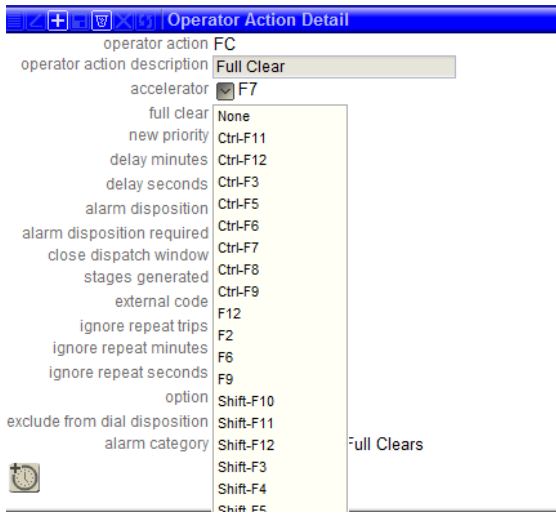 Operator Action Detail
operator action FC
operator action description Full Clear
accelerator F7
full clear None
new priority Ctrl-F11
delay minutes Ctrl-F12
delay seconds Ctrl-F3
alarm disposition Ctrl-F5
alarm disposition required Ctrl-F6
close dispatch window Ctrl-F7
stages generated Ctrl-F8
external code Ctrl-F9
ignore repeat trips F12
ignore repeat minutes F2
ignore repeat seconds F6
F9
option Shift-F10
exclude from dial disposition Shift-F11
alarm category Shift-F12 Full Clears
Shift-F3
Shift-F4
Shift-F5